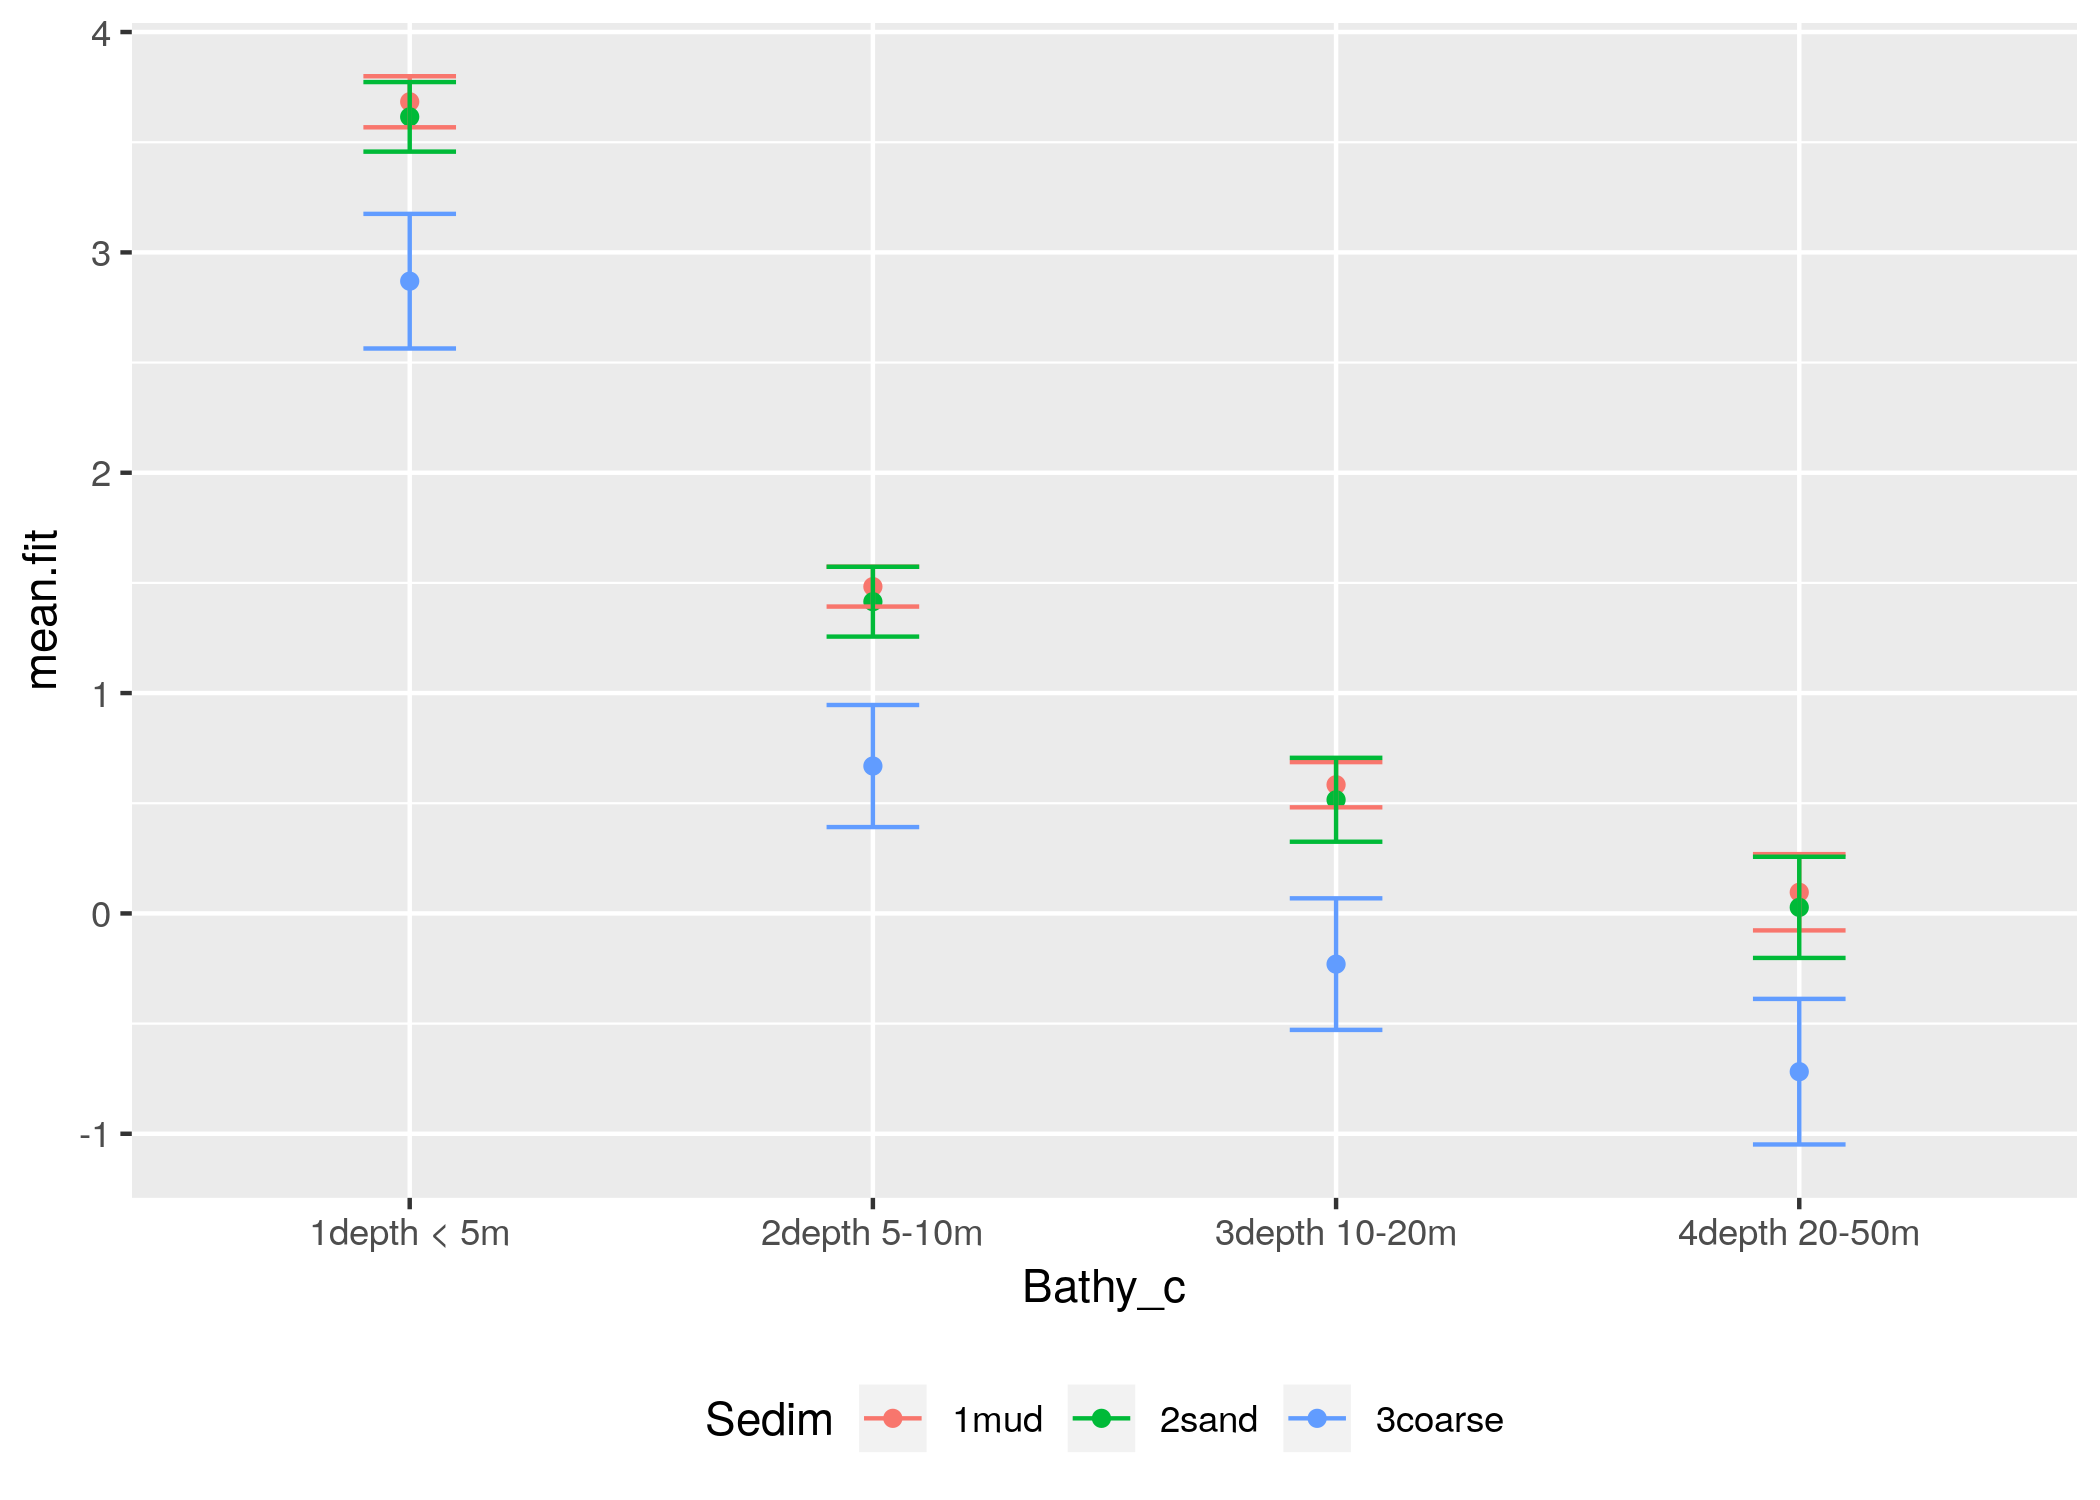 4
3
2
1
0
-1
mean.fit
1depth < 5m 2depth 5-10m 3depth 10-20m 4depth 20-50m
Bathy_c
Sedim 1mud 2sand 3coarse